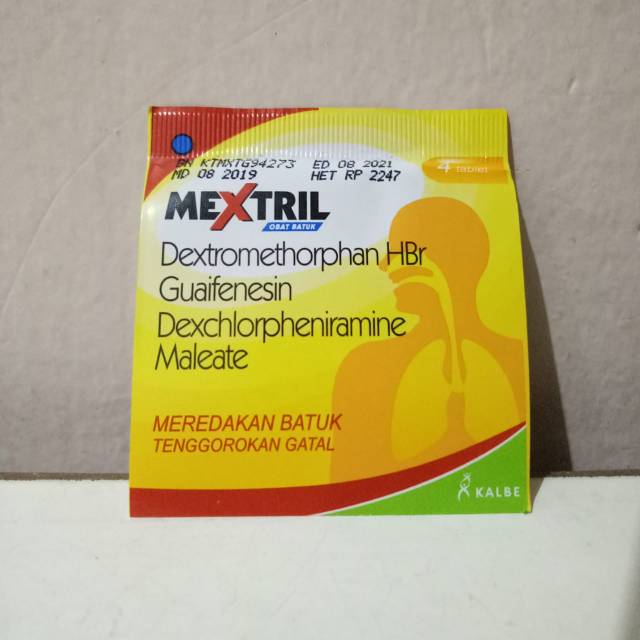 BN KTMXTG94273 ED 08 2021
MD 08 2019 HET RP 2247
4 tablet
MEXTRIL
OBAT BATUK
Dextromethorphan HBr
Guaifenesin
Dexchlorpheniramine
Maleate
MEREDAKAN BATUK
TENGGOROKAN GATAL
KALBE